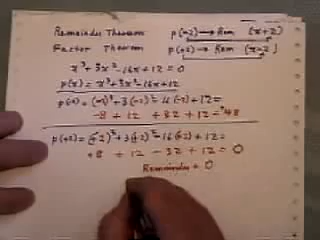 Remainder Theorem p(-2) → Rem (x+2)
Factor Theorem p(+2) → Rem (x-2)
x³+3x²-16x+12=0
p(x)= x³+3x²-16x+12
p(-2)=(-2)³+3(-2)²-16(-2)+12=
-8 + 12 + 32 + 12 = 48
p(+2)=(+2)³+3(+2)²-16(+2)+12=
+8 + 12 - 32 + 12 = 0
Remainder = 0